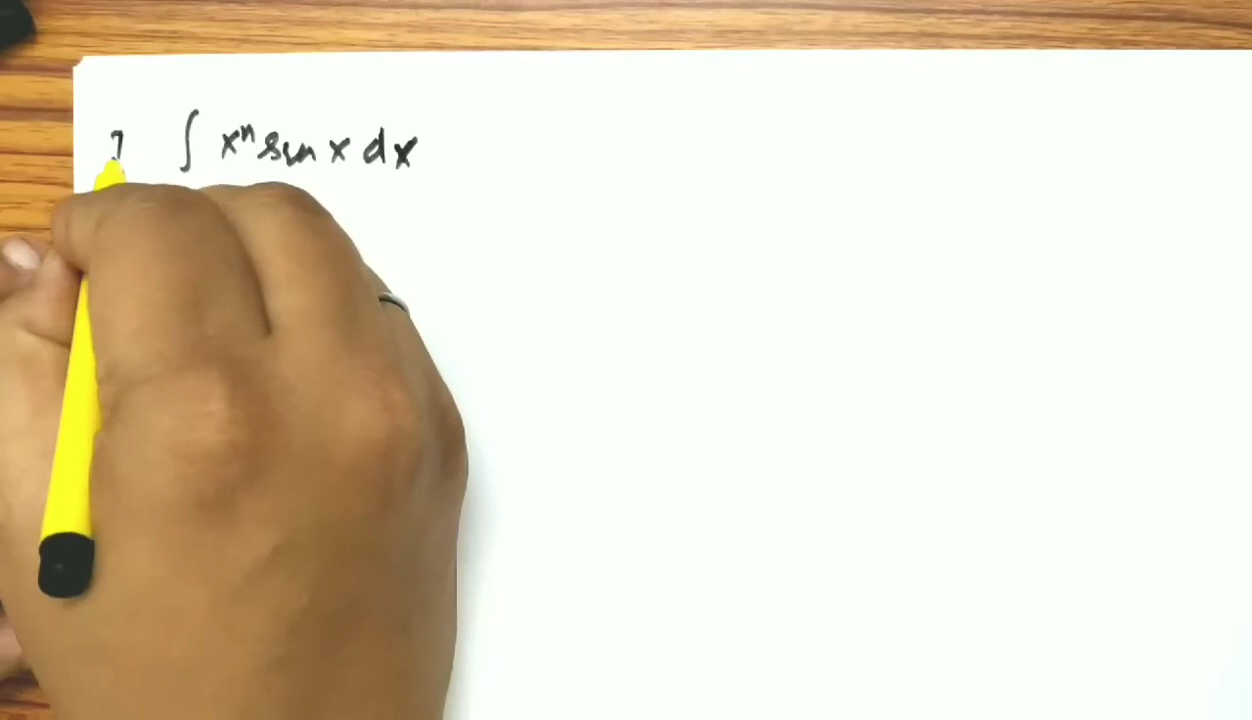 ∫ xⁿ sin x dx